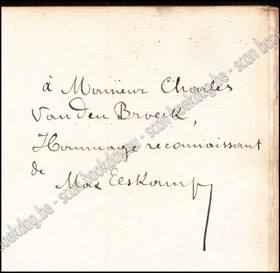 à Monsieur Charles
Van den Broeck,
Hommage reconnaissant
de
Max Elskamp